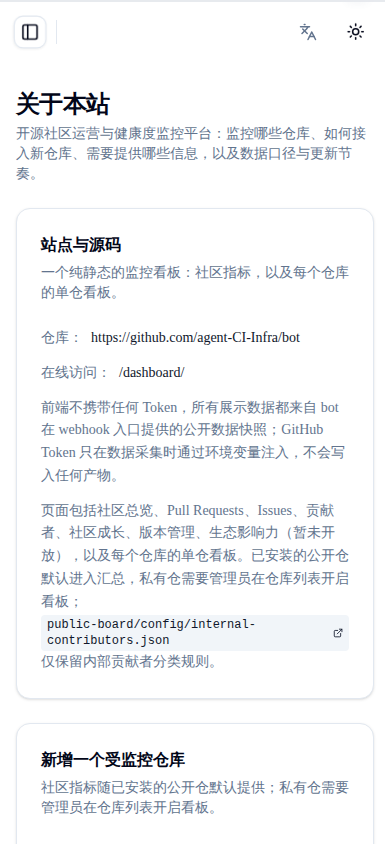 关于本站
开源社区运营与健康度监控平台：监控哪些仓库、如何接
入新仓库、需要提供哪些信息，以及数据口径与更新节
奏。
站点与源码
一个纯静态的监控看板：社区指标，以及每个仓库
的单仓看板。
仓库： https://github.com/agent-CI-Infra/bot
在线访问： /dashboard/
前端不携带任何 Token，所有展示数据都来自 bot
在 webhook 入口提供的公开数据快照；GitHub
Token 只在数据采集时通过环境变量注入，不会写
入任何产物。
页面包括社区总览、Pull Requests、Issues、贡献
者、社区成长、版本管理、生态影响力（暂未开
放），以及每个仓库的单仓看板。已安装的公开仓
默认进入汇总，私有仓需要管理员在仓库列表开启
看板；
public-board/config/internal-
contributors.json
仅保留内部贡献者分类规则。
新增一个受监控仓库
社区指标随已安装的公开仓默认提供；私有仓需要
管理员在仓库列表开启看板。